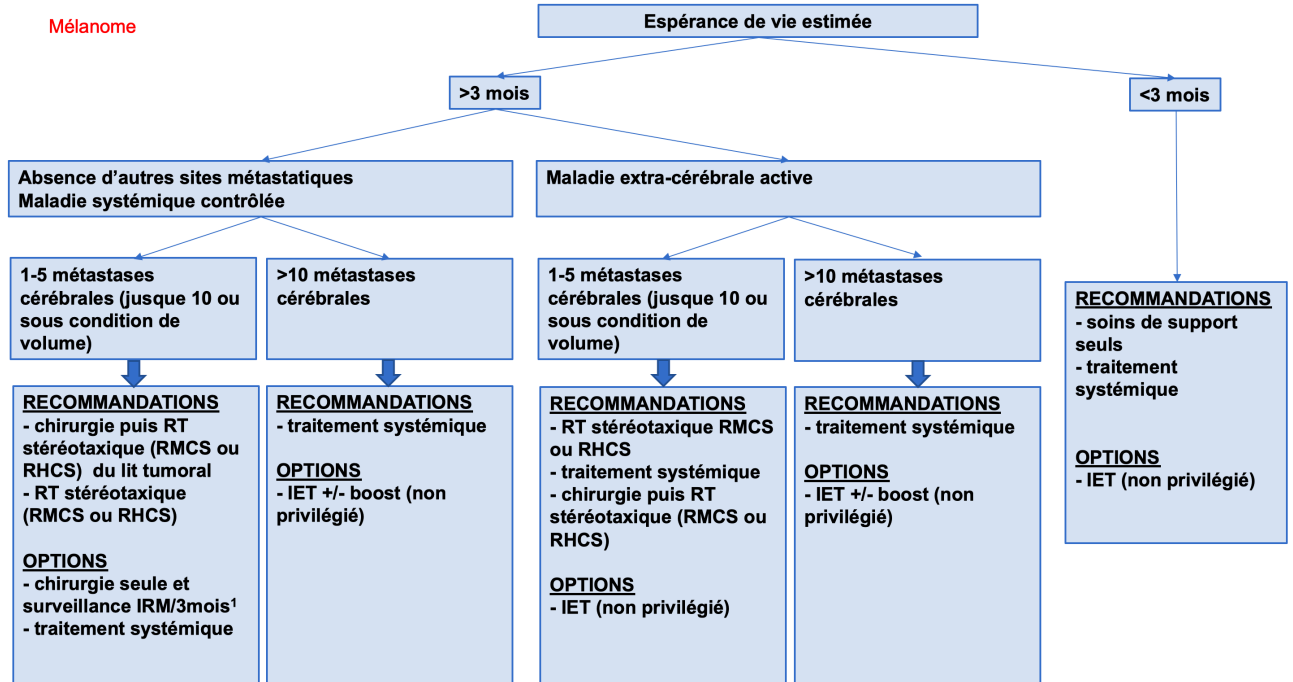 Mélanome
Espérance de vie estimée
>3 mois
<3 mois
Absence d'autres sites métastatiques
Maladie systémique contrôlée
Maladie extra-cérébrale active
1-5 métastases
cérébrales (jusque 10 ou
sous condition de
volume)
>10 métastases
cérébrales
1-5 métastases
cérébrales (jusque 10 ou
sous condition de
volume)
>10 métastases
cérébrales
RECOMMANDATIONS
- soins de support
seuls
- traitement
systémique
OPTIONS
- IET (non privilégié)
RECOMMANDATIONS
- chirurgie puis RT
stéréotaxique (RMCS ou
RHCS) du lit tumoral
- RT stéréotaxique
(RMCS ou RHCS)
OPTIONS
- chirurgie seule et
surveillance IRM/3mois¹
- traitement systémique
RECOMMANDATIONS
- traitement systémique
OPTIONS
- IET +/- boost (non
privilégié)
RECOMMANDATIONS
- RT stéréotaxique RMCS
ou RHCS
- traitement systémique
- chirurgie puis RT
stéréotaxique (RMCS ou
RHCS)
OPTIONS
- IET (non privilégié)
RECOMMANDATIONS
- traitement systémique
OPTIONS
- IET +/- boost (non
privilégié)